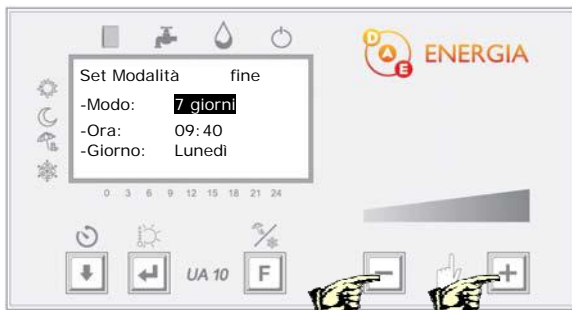 DAE ENERGIA
Set Modalità fine
-Modo: 7 giorni
-Ora: 09:40
-Giorno: Lunedì
0 3 6 9 12 15 18 21 24
UA 10 F - +